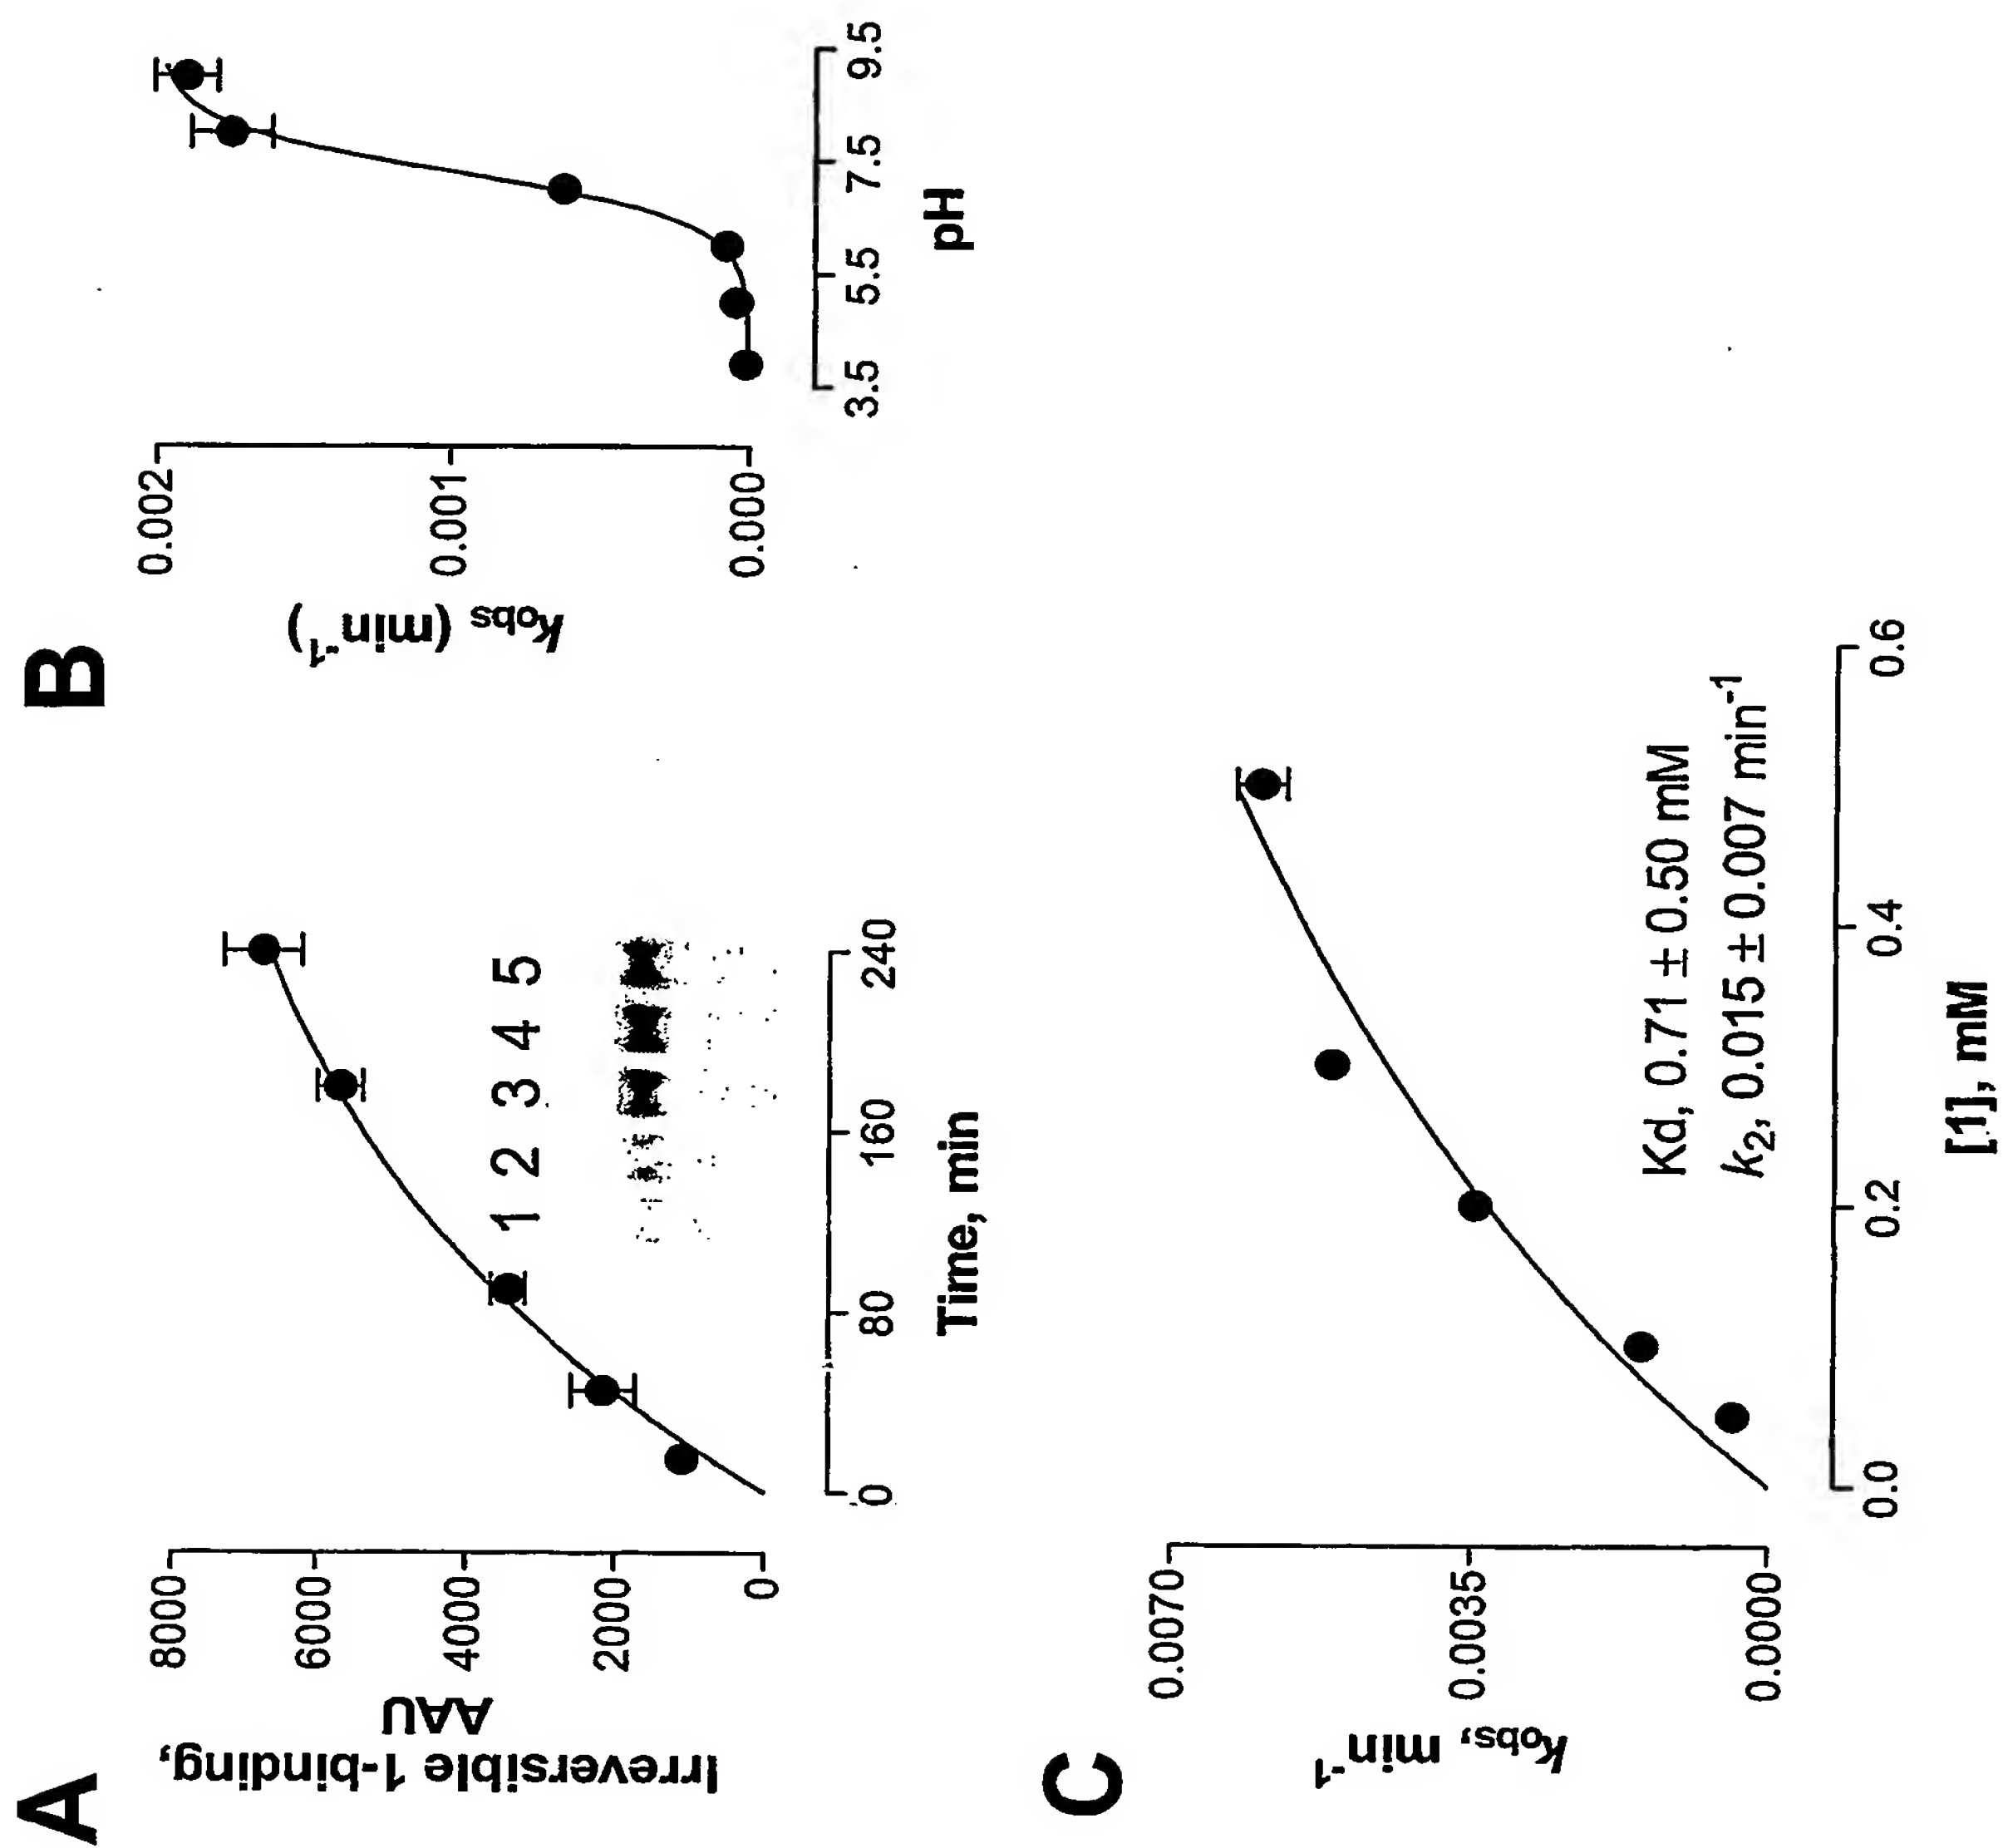 A
Irreversible 1-binding,
AAU
8000
6000
4000
2000
0
1 2 3 4 5
0 80 160 240
Time, min
B
kobs (min⁻¹)
0.002
0.001
0.000
3.5 5.5 7.5 9.5
pH
C
kobs, min⁻¹
0.0070
0.0035
0.0000
Kd, 0.71 ± 0.50 mM
k₂, 0.015 ± 0.007 min⁻¹
0.0 0.2 0.4 0.6
[1], mM